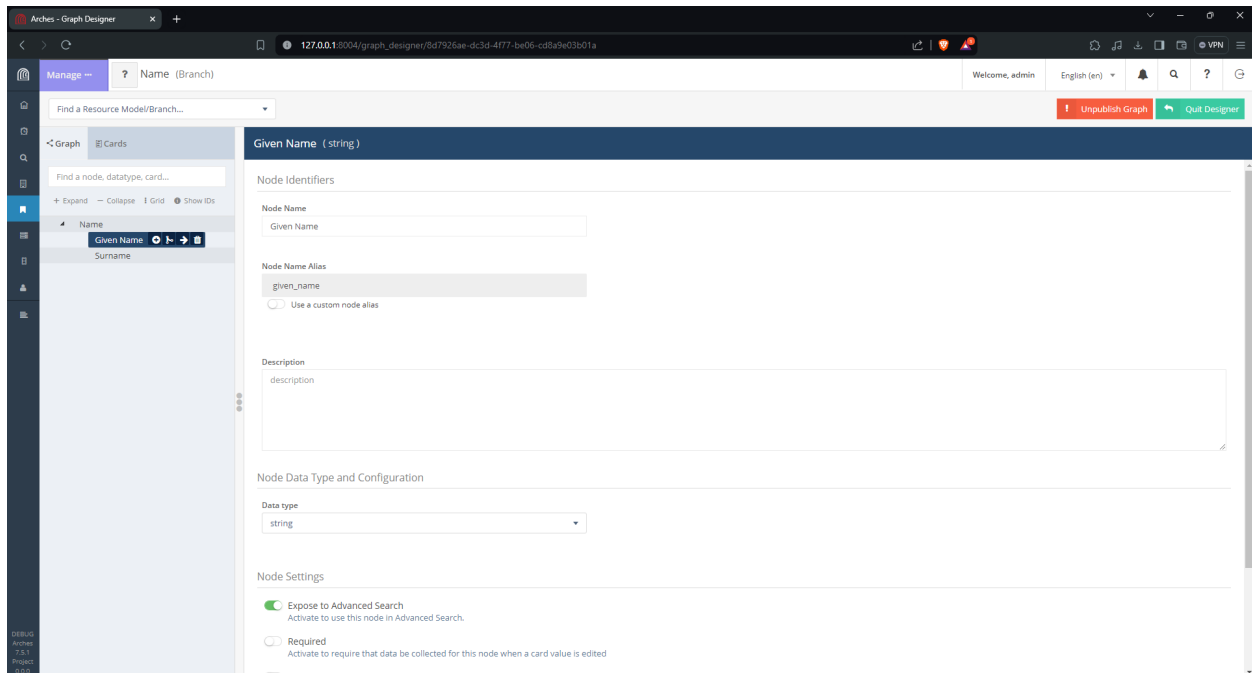 Arches - Graph Designer
127.0.0.1:8004/graph_designer/8d7926ae-dc3d-4f77-be06-cd8a9e03b01a
VPN
Manage
? Name (Branch)
Welcome, admin
English (en)
?
Find a Resource Model/Branch...
! Unpublish Graph
Quit Designer
Graph
Cards
Given Name (string)
Find a node, datatype, card...
+ Expand
− Collapse
Grid
Show IDs
Name
Given Name
Surname
Node Identifiers
Node Name
Given Name
Node Name Alias
given_name
Use a custom node alias
Description
description
Node Data Type and Configuration
Data type
string
Node Settings
Expose to Advanced Search
Activate to use this node in Advanced Search.
Required
Activate to require that data be collected for this node when a card value is edited
DEBUG
Arches
7.5.1
Project
0.0.0